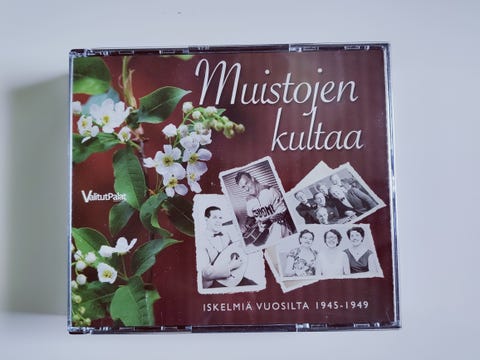 Muistojen
kultaa
ValitutPalat
ISKELMIÄ VUOSILTA 1945-1949